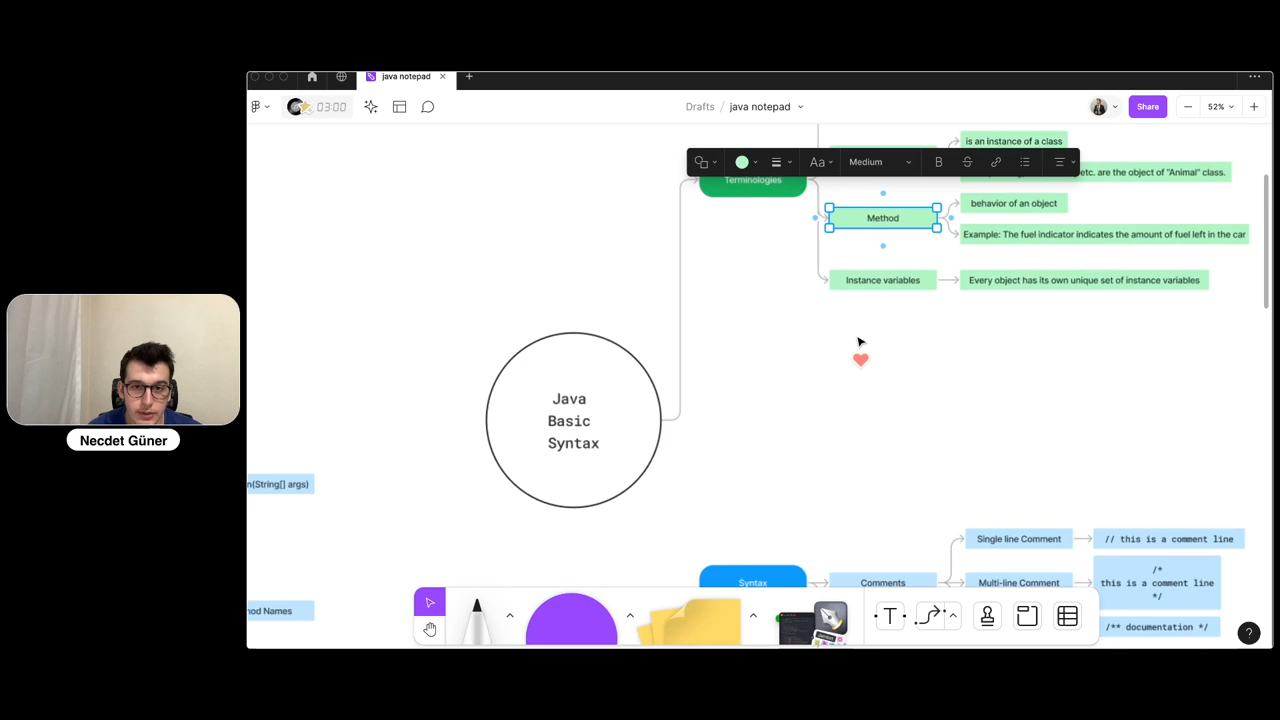 java notepad
03:00
Drafts / java notepad
Share
52%
is an Instance of a class
Aa
Medium
B
S
Terminologies
etc. are the object of "Animal" class.
Method
behavior of an object
Example: The fuel indicator indicates the amount of fuel left in the car
Instance variables
Every object has its own unique set of instance variables
Java
Basic
Syntax
Necdet Güner
n(String[] args)
Single line Comment
// this is a comment line
Syntax
Comments
Multi-line Comment
/*
this is a comment line
*/
nod Names
T
/** documentation */
?